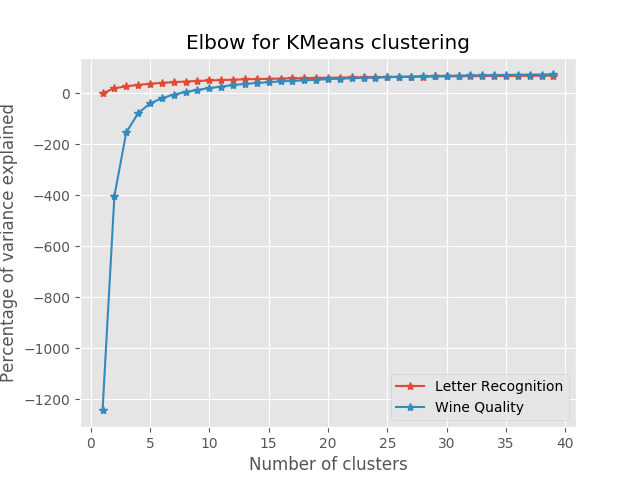 Elbow for KMeans clustering
Percentage of variance explained
0
−200
−400
−600
−800
−1000
−1200
0 5 10 15 20 25 30 35 40
Number of clusters
Letter Recognition
Wine Quality